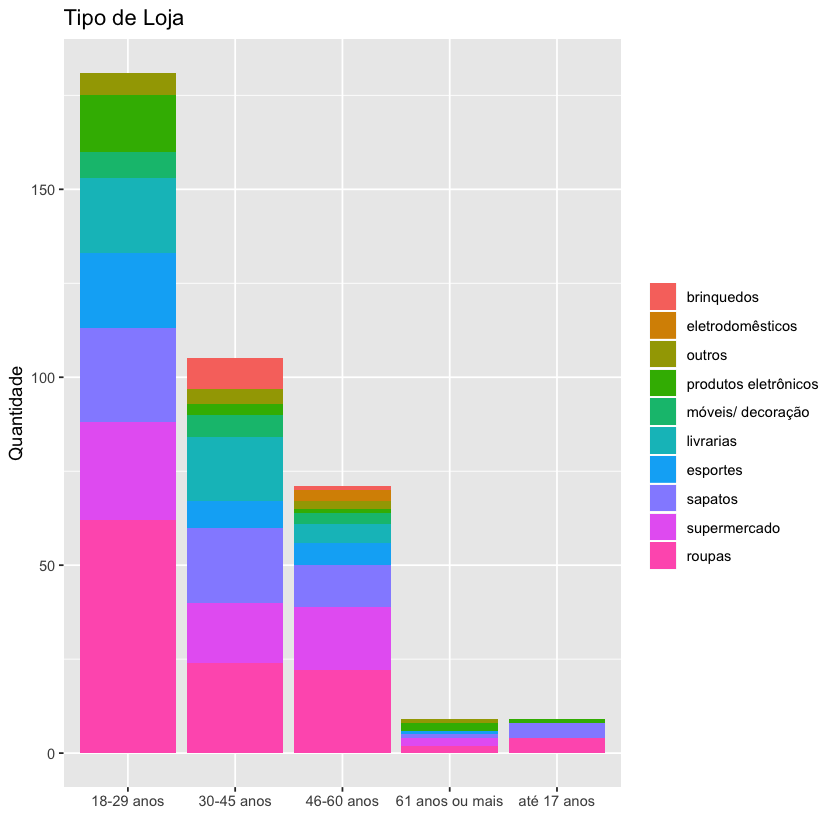 Tipo de Loja
Quantidade
150
100
50
0
18-29 anos
30-45 anos
46-60 anos
61 anos ou mais
até 17 anos
brinquedos
eletrodomêsticos
outros
produtos eletrônicos
móveis/ decoração
livrarias
esportes
sapatos
supermercado
roupas